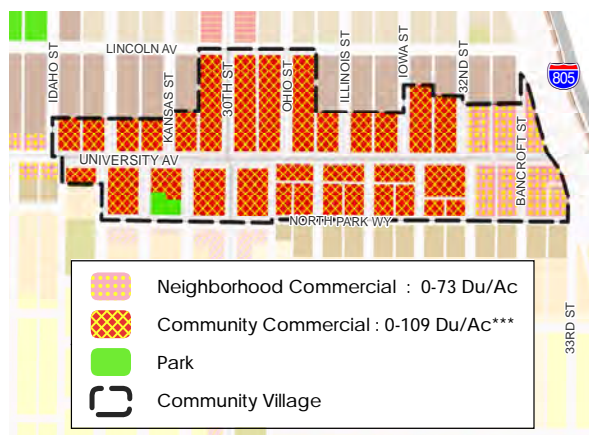 LINCOLN AV
IDAHO ST
KANSAS ST
30TH ST
OHIO ST
ILLINOIS ST
IOWA ST
32ND ST
805
BANCROFT ST
UNIVERSITY AV
NORTH PARK WY
33RD ST
Neighborhood Commercial : 0-73 Du/Ac
Community Commercial : 0-109 Du/Ac***
Park
Community Village